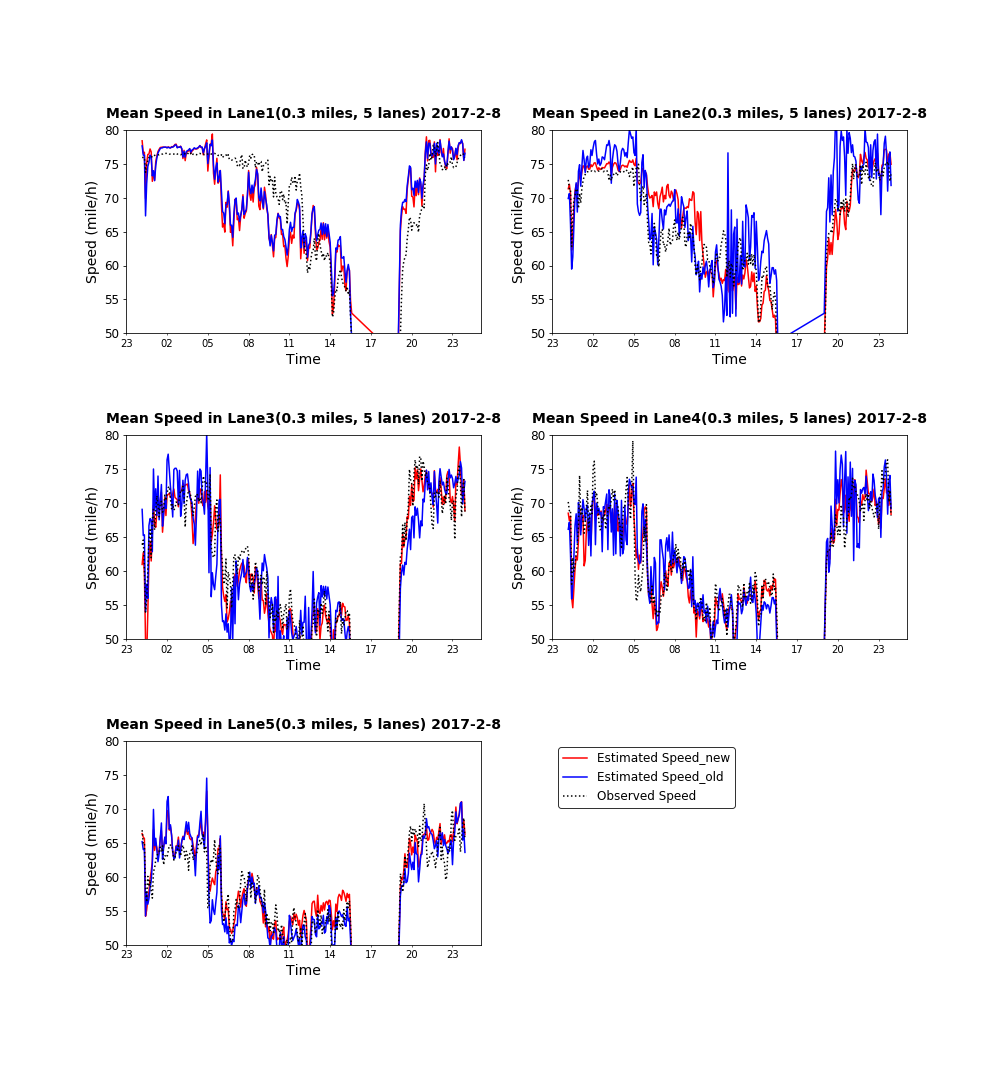 Mean Speed in Lane1(0.3 miles, 5 lanes) 2017-2-8
80
75
70
65
60
55
50
Speed (mile/h)
23 02 05 08 11 14 17 20 23
Time
Mean Speed in Lane2(0.3 miles, 5 lanes) 2017-2-8
80
75
70
65
60
55
50
Speed (mile/h)
23 02 05 08 11 14 17 20 23
Time
Mean Speed in Lane3(0.3 miles, 5 lanes) 2017-2-8
80
75
70
65
60
55
50
Speed (mile/h)
23 02 05 08 11 14 17 20 23
Time
Mean Speed in Lane4(0.3 miles, 5 lanes) 2017-2-8
80
75
70
65
60
55
50
Speed (mile/h)
23 02 05 08 11 14 17 20 23
Time
Mean Speed in Lane5(0.3 miles, 5 lanes) 2017-2-8
80
75
70
65
60
55
50
Speed (mile/h)
23 02 05 08 11 14 17 20 23
Time
Estimated Speed_new
Estimated Speed_old
Observed Speed